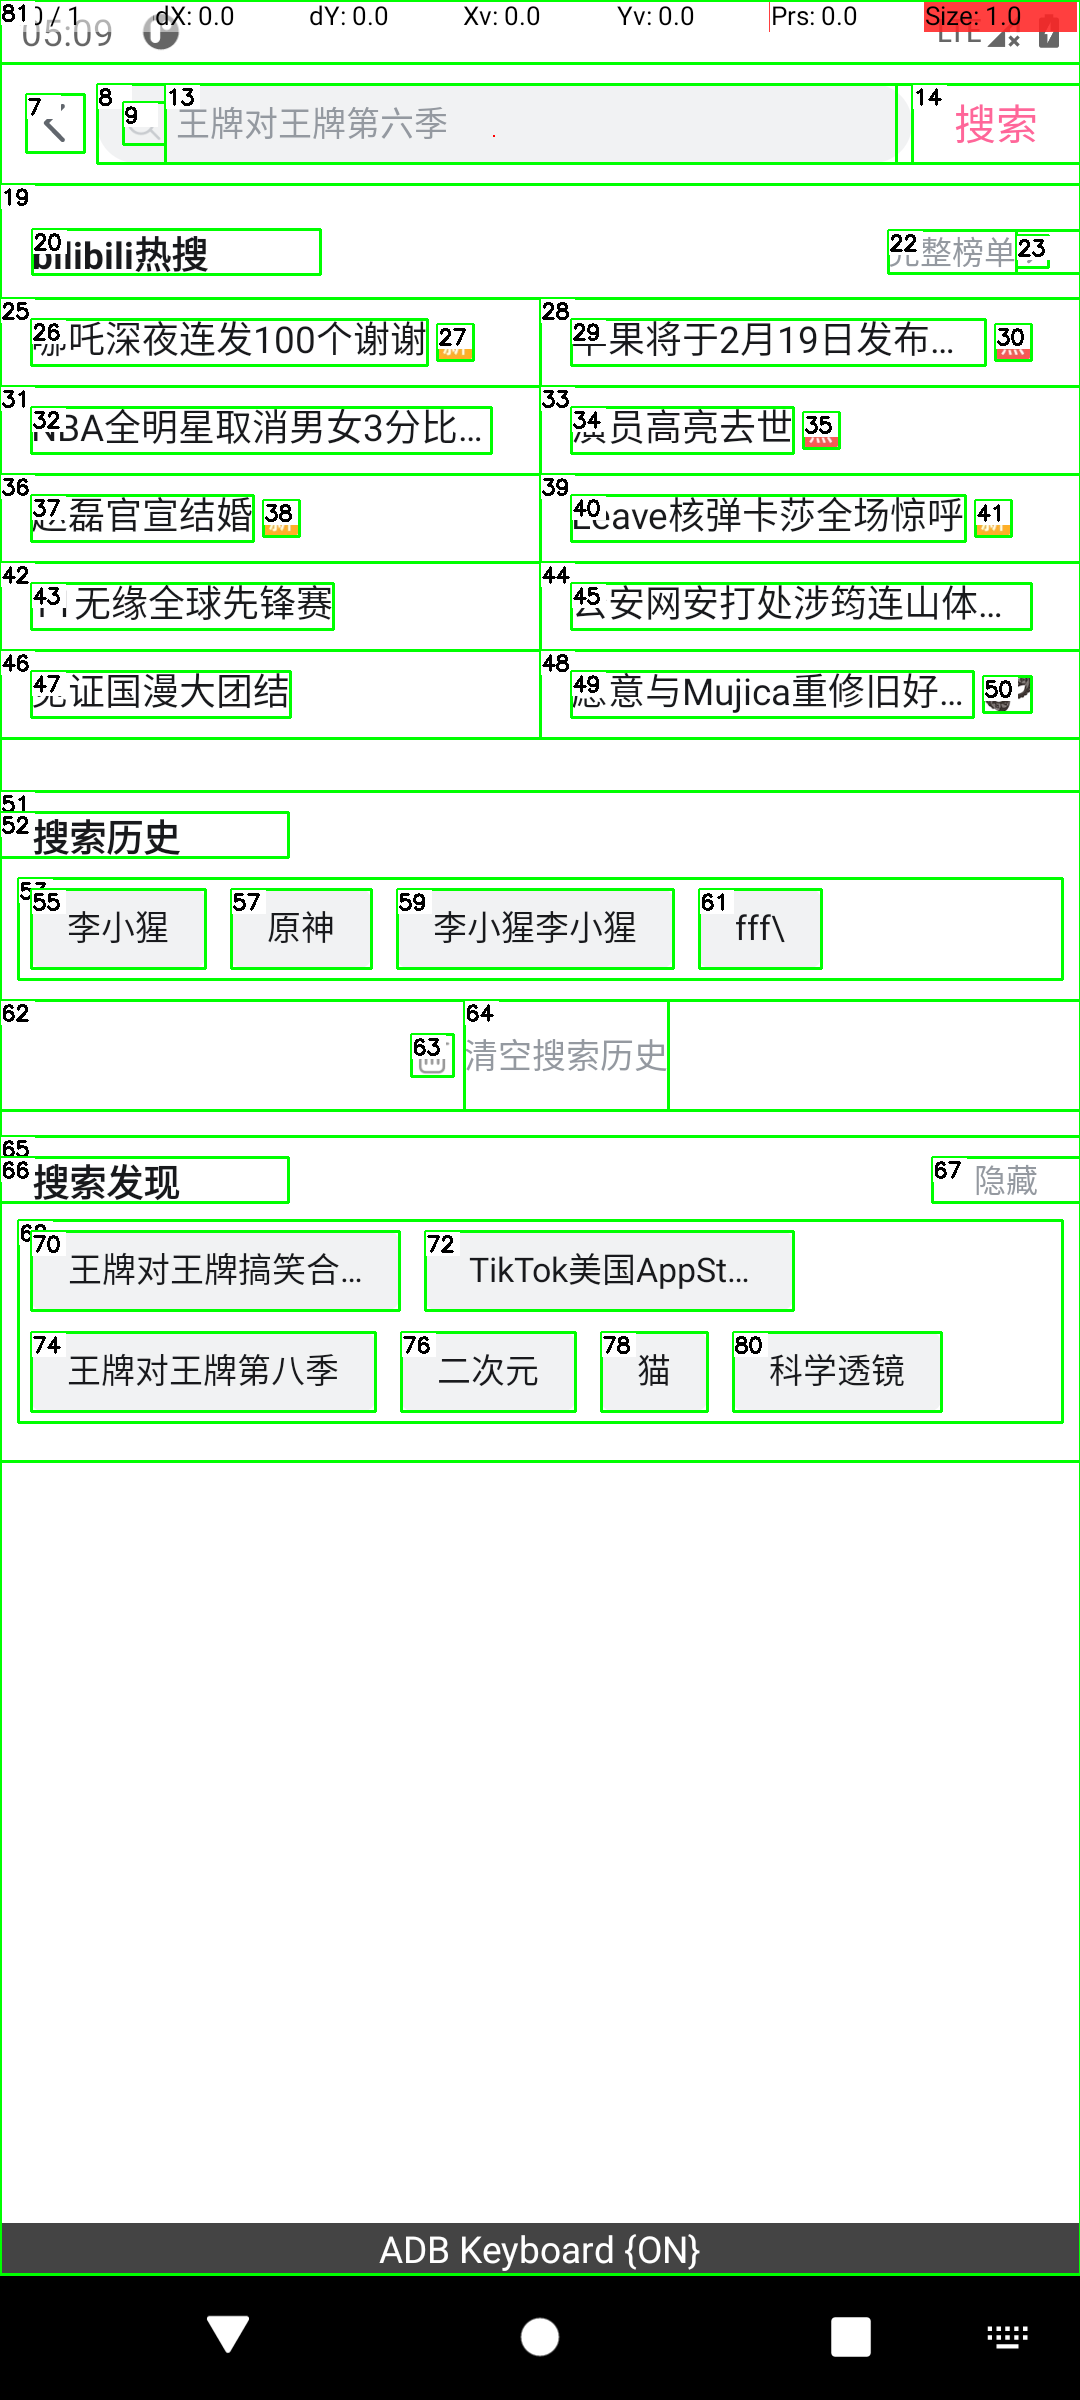 81 0 / 1 dX: 0.0 dY: 0.0 Xv: 0.0 Yv: 0.0 Prs: 0.0 Size: 1.0
05:09 LTE
7 8 9 13 王牌对王牌第六季 14 搜索
19
20 bilibili热搜 22 完整榜单 23
25 26 哪吒深夜连发100个谢谢 27 新 28 29 苹果将于2月19日发布... 30 热
31 32 NBA全明星取消男女3分比... 33 34 演员高亮去世 35 热
36 37 赵磊官宣结婚 38 新 39 40 Leave核弹卡莎全场惊呼 41 新
42 43 无缘全球先锋赛 44 45 公安网安打处涉筠连山体...
46 47 见证国漫大团结 48 49 愿意与Mujica重修旧好... 50
51
52 搜索历史
55 李小猩 57 原神 59 李小猩李小猩 61 fff\
62 63 64 清空搜索历史
65
66 搜索发现 67 隐藏
70 王牌对王牌搞笑合... 72 TikTok美国AppSt...
74 王牌对王牌第八季 76 二次元 78 猫 80 科学透镜
ADB Keyboard {ON}